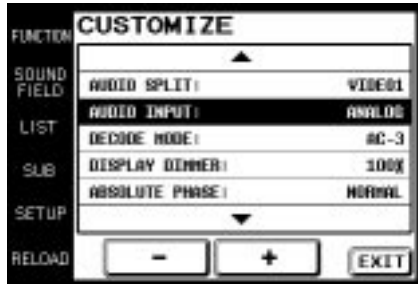 CUSTOMIZE
FUNCTION
SOUND FIELD
LIST
SUB
SETUP
RELOAD
AUDIO SPLIT: VIDEO1
AUDIO INPUT: ANALOG
DECODE MODE: AC-3
DISPLAY DIMMER: 100%
ABSOLUTE PHASE: NORMAL
- + EXIT